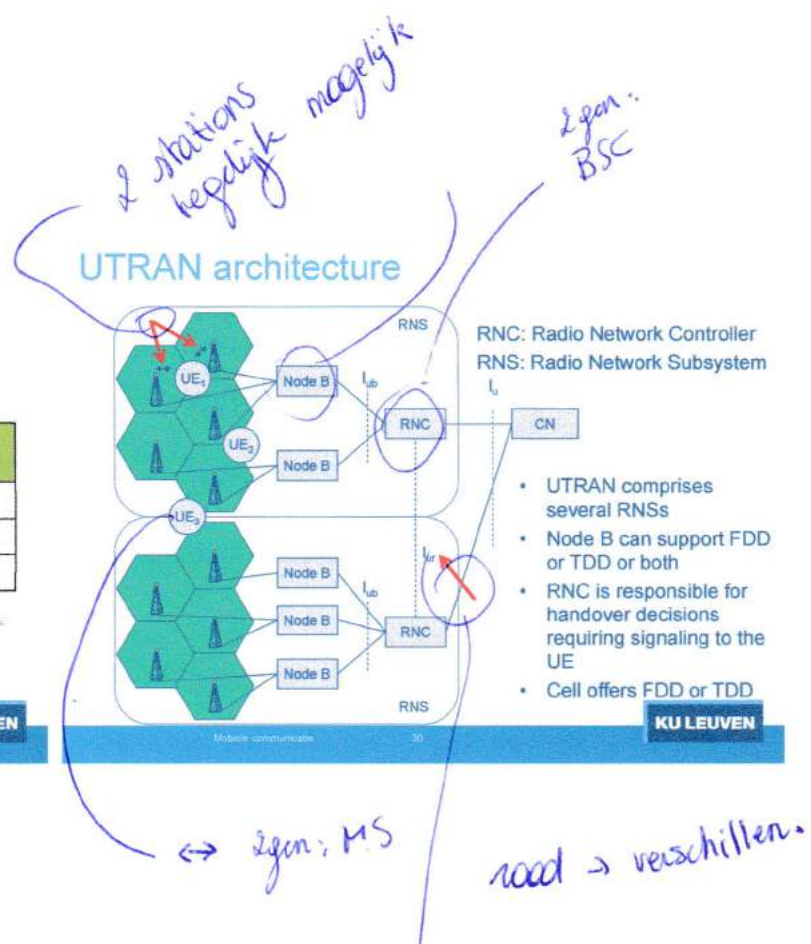 2 stations
tegelijk mogelijk
2gen:
BSC
UTRAN architecture
RNS
RNC: Radio Network Controller
RNS: Radio Network Subsystem
UE1
Node B
Iub
Iu
RNC
CN
UE2
Node B
• UTRAN comprises
several RNSs
• Node B can support FDD
or TDD or both
• RNC is responsible for
handover decisions
requiring signaling to the
UE
• Cell offers FDD or TDD
UE3
Node B
Iur
Iub
Node B
RNC
Node B
RNS
EN
KU LEUVEN
Mobiele communicatie
30
↔ 2gen: MS
rood → verschillen.